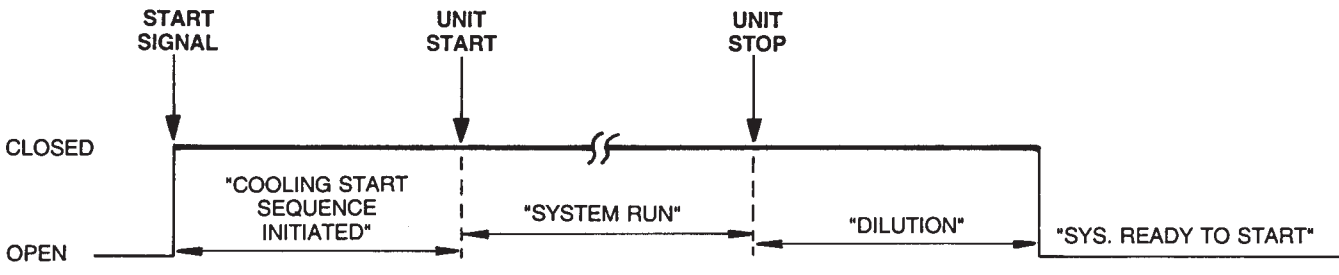 START
SIGNAL
UNIT
START
UNIT
STOP
CLOSED
"COOLING START
SEQUENCE
INITIATED"
"SYSTEM RUN"
"DILUTION"
"SYS. READY TO START"
OPEN